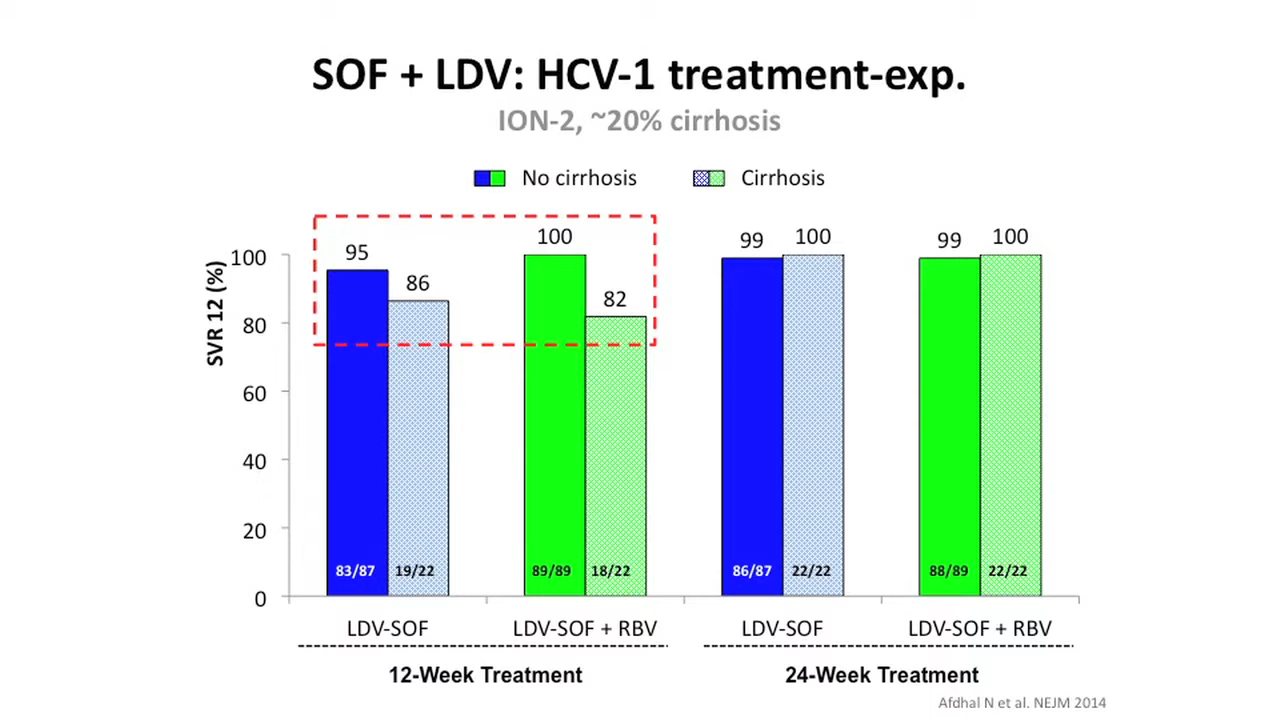 SOF + LDV: HCV-1 treatment-exp.
ION-2, ~20% cirrhosis
No cirrhosis
Cirrhosis
SVR 12 (%)
100
80
60
40
20
0
95
86
100
82
99
100
99
100
83/87
19/22
89/89
18/22
86/87
22/22
88/89
22/22
LDV-SOF
LDV-SOF + RBV
LDV-SOF
LDV-SOF + RBV
12-Week Treatment
24-Week Treatment
Afdhal N et al. NEJM 2014